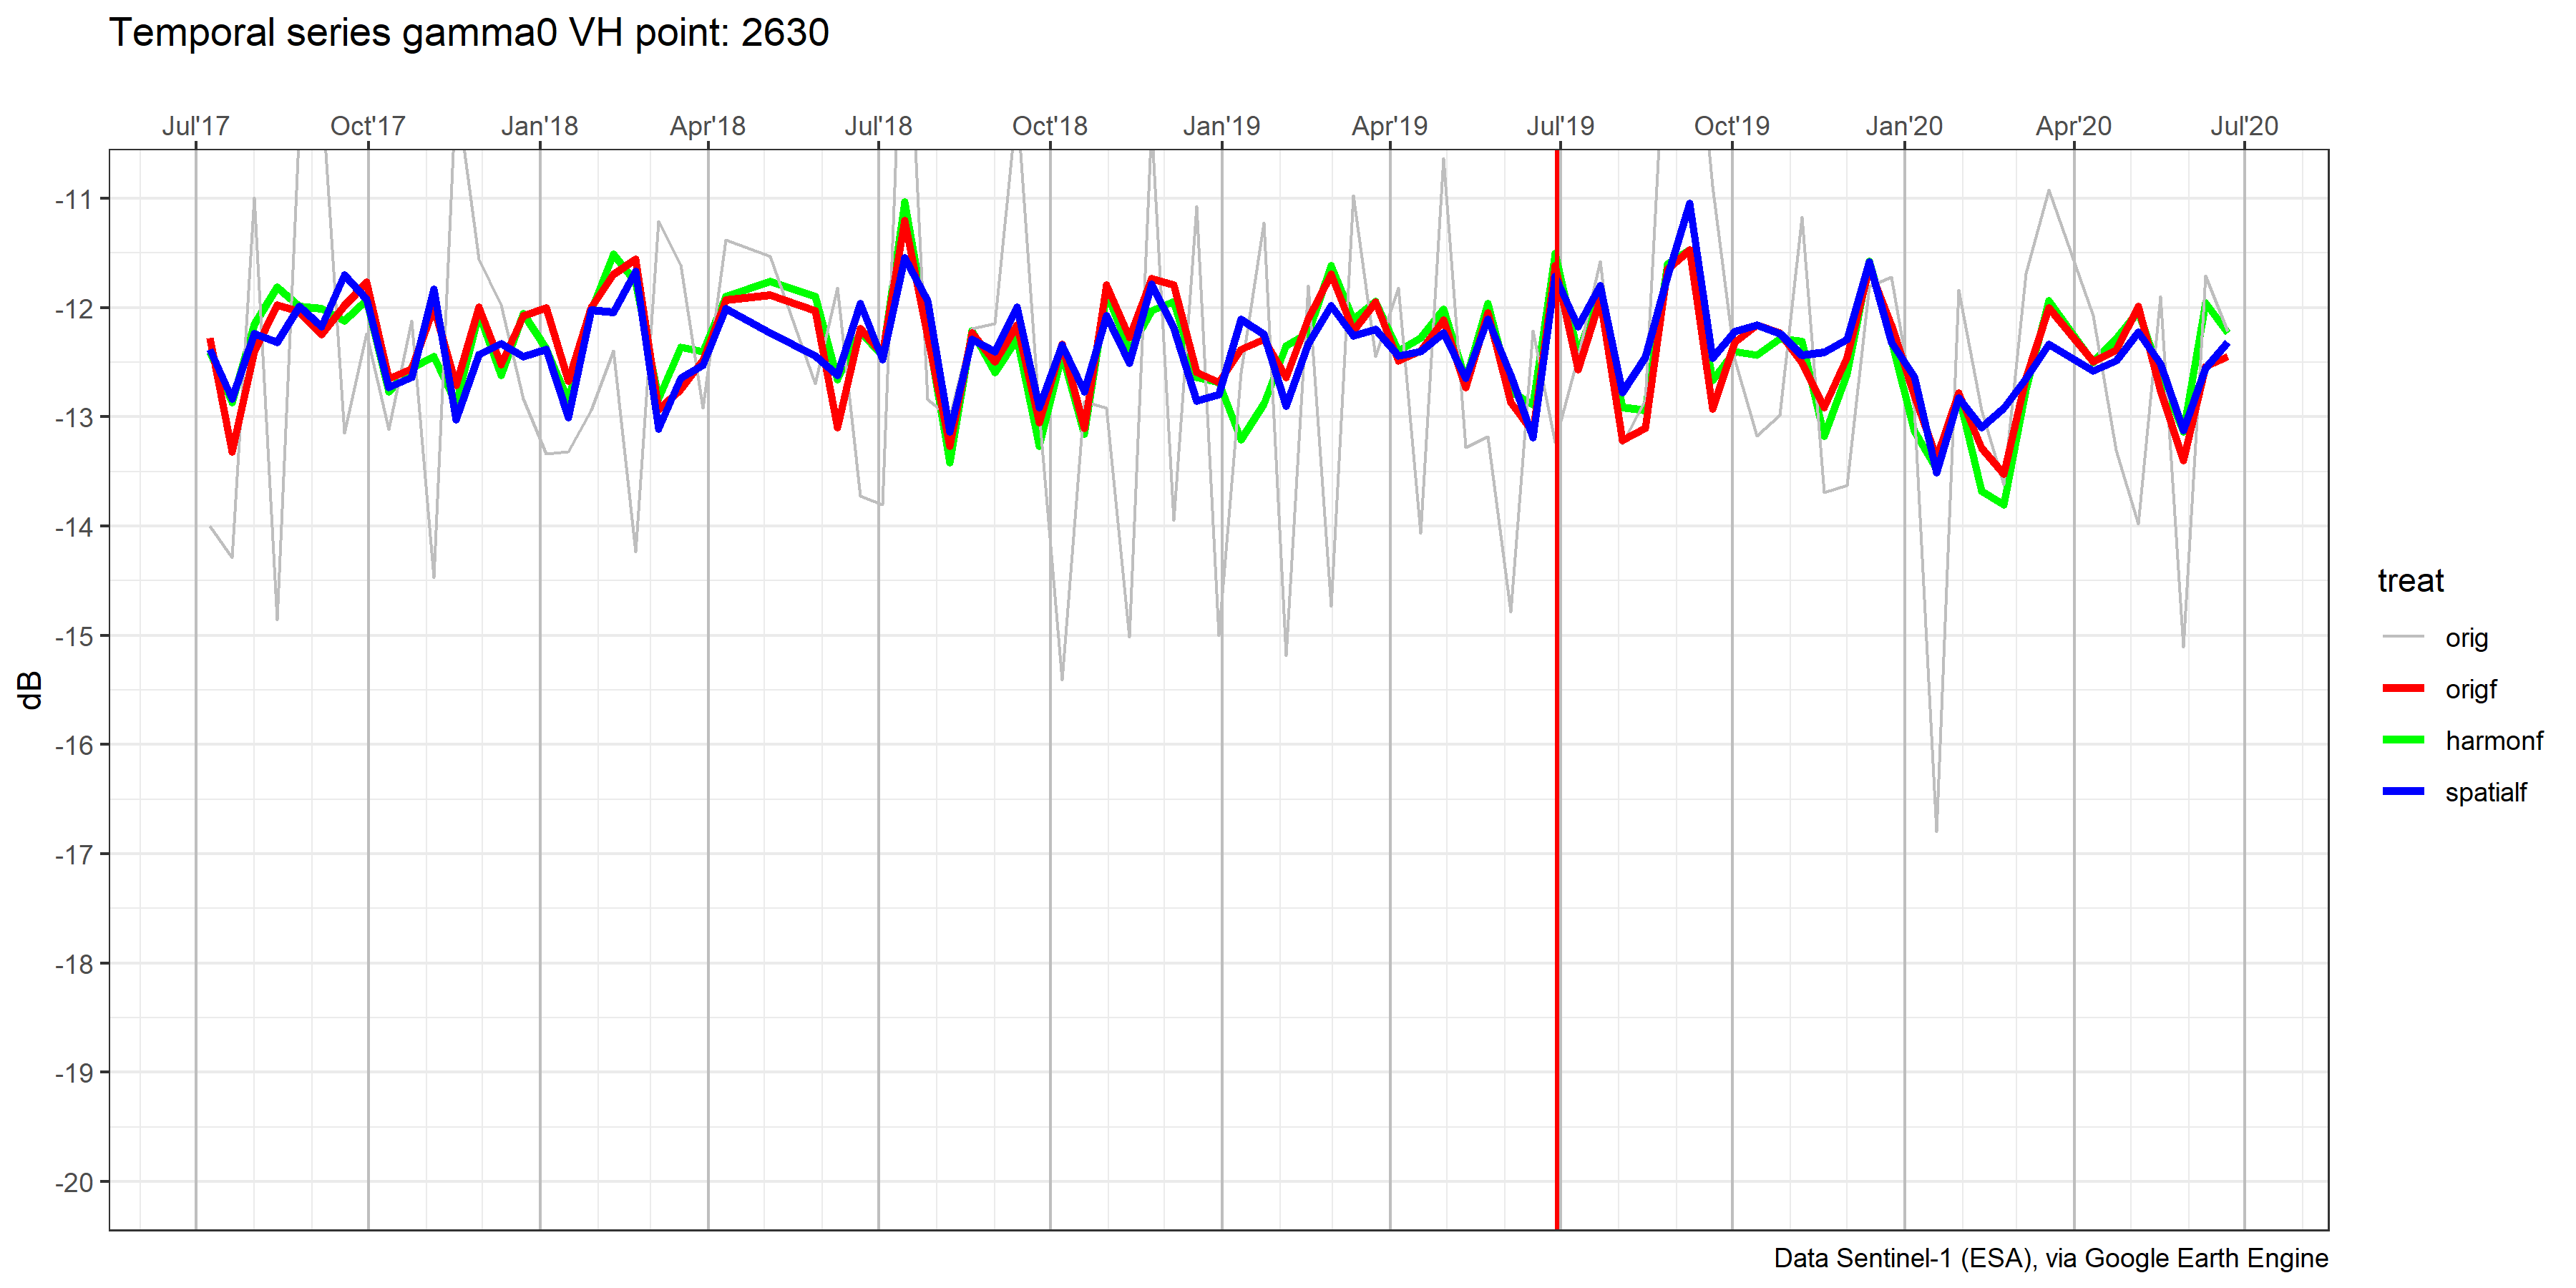 Temporal series gamma0 VH point: 2630
Jul'17 Oct'17 Jan'18 Apr'18 Jul'18 Oct'18 Jan'19 Apr'19 Jul'19 Oct'19 Jan'20 Apr'20 Jul'20
-11
-12
-13
-14
-15
-16
-17
-18
-19
-20
dB
treat
orig
origf
harmonf
spatialf
Data Sentinel-1 (ESA), via Google Earth Engine